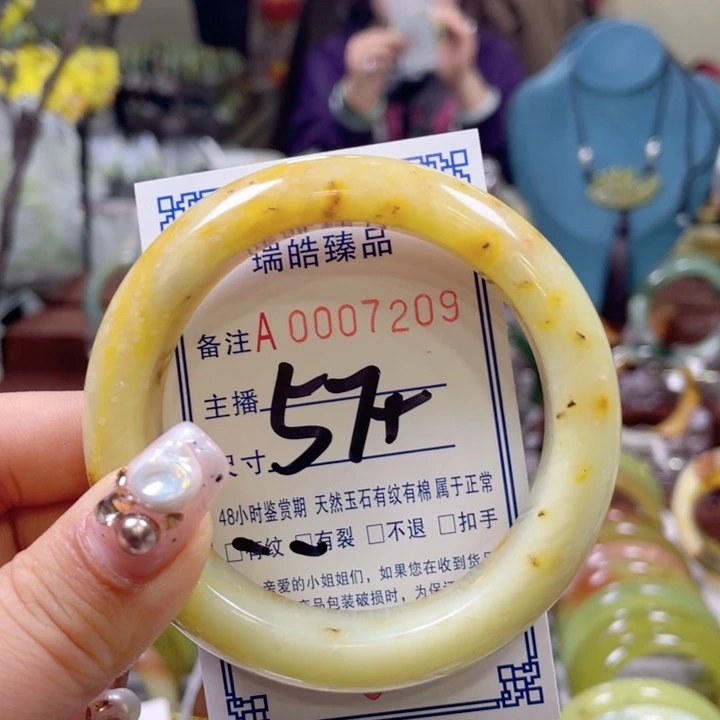 瑞皓臻品
备注 A 0007209
主播 57+
尺寸
48小时鉴赏期 天然玉石有纹有棉 属于正常
□有纹 □有裂 □不退 □扣手
亲爱的小姐姐们，如果您在收到货
产品包装破损时，为保